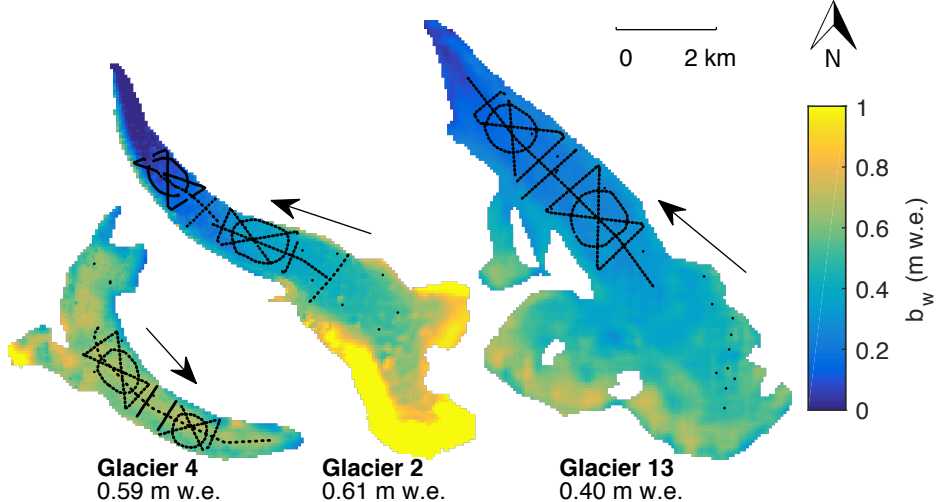 0 2 km
N
1
0.8
0.6
0.4
0.2
0
b_w (m w.e.)
Glacier 4
0.59 m w.e.
Glacier 2
0.61 m w.e.
Glacier 13
0.40 m w.e.